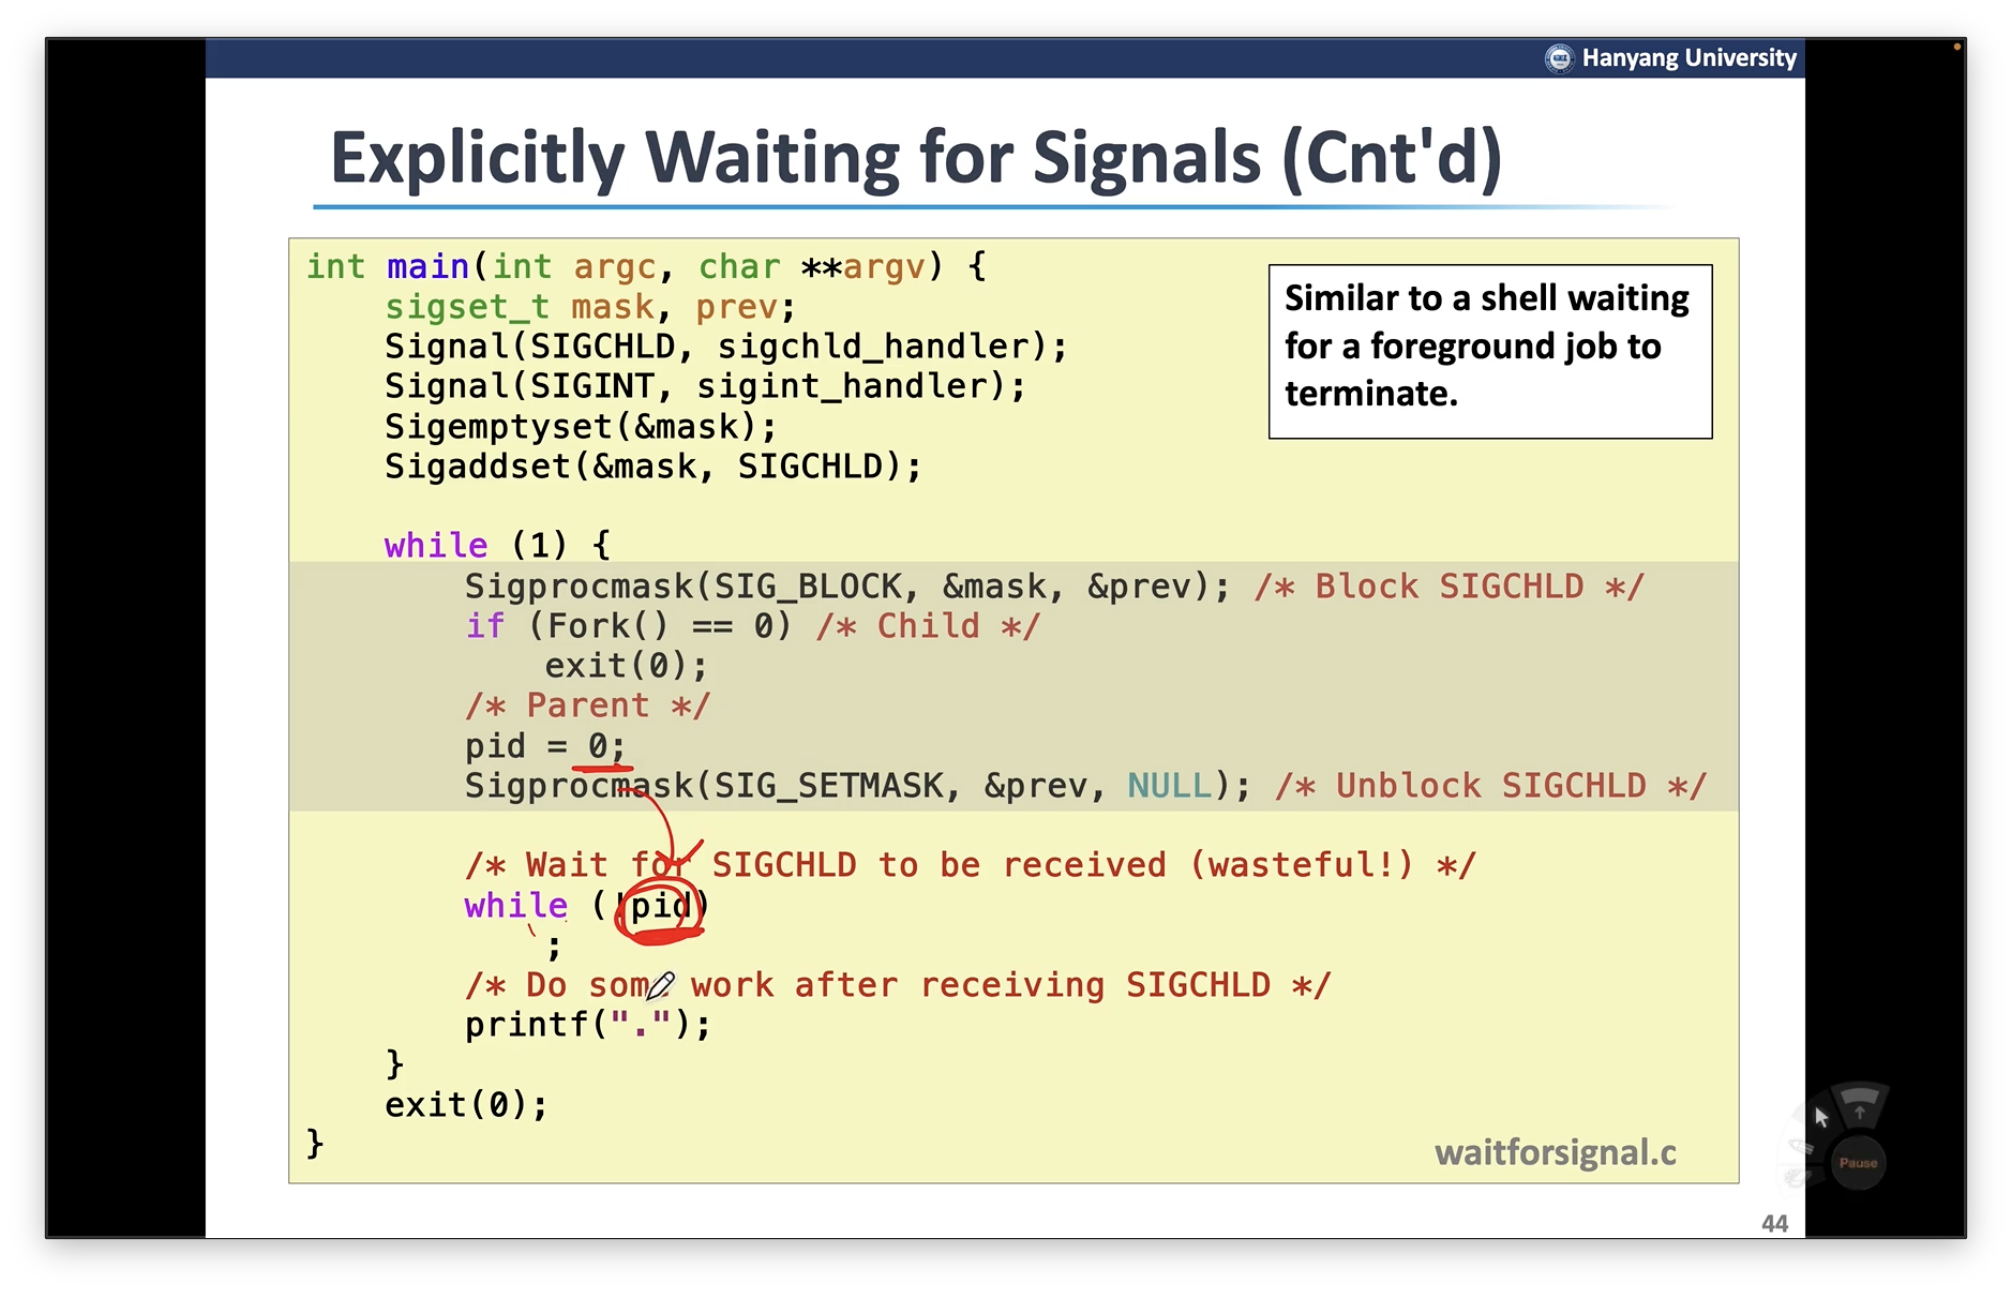 Hanyang University
Explicitly Waiting for Signals (Cnt'd)
int main(int argc, char **argv) {
    sigset_t mask, prev;
    Signal(SIGCHLD, sigchld_handler);
    Signal(SIGINT, sigint_handler);
    Sigemptyset(&mask);
    Sigaddset(&mask, SIGCHLD);
Similar to a shell waiting
for a foreground job to
terminate.
    while (1) {
        Sigprocmask(SIG_BLOCK, &mask, &prev); /* Block SIGCHLD */
        if (Fork() == 0) /* Child */
            exit(0);
        /* Parent */
        pid = 0;
        Sigprocmask(SIG_SETMASK, &prev, NULL); /* Unblock SIGCHLD */
        /* Wait for SIGCHLD to be received (wasteful!) */
        while (!pid)
            ;
        /* Do some work after receiving SIGCHLD */
        printf(".");
    }
    exit(0);
}
waitforsignal.c
Pause
44